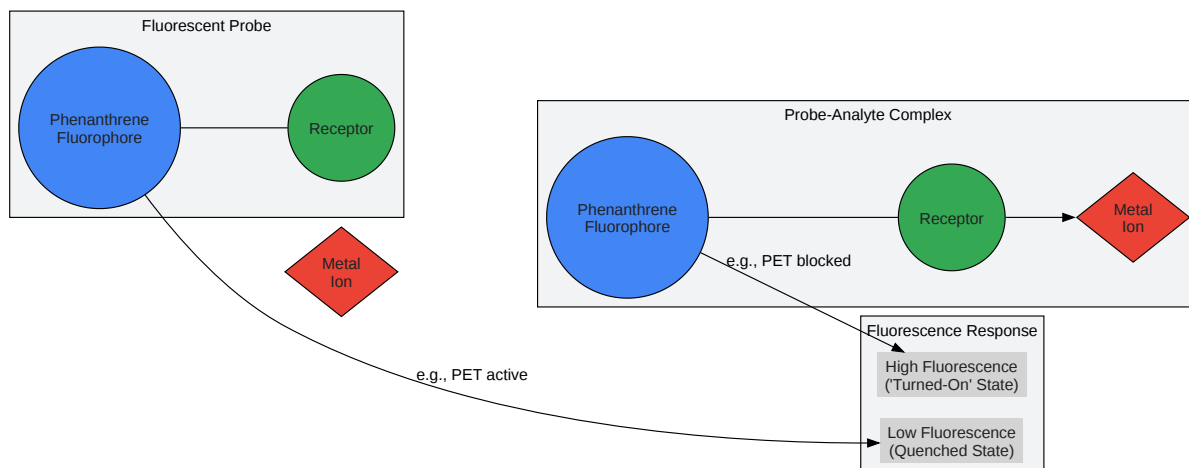 Fluorescent Probe
Phenanthrene
Fluorophore
Receptor
Metal
Ion
e.g., PET active
Probe-Analyte Complex
Phenanthrene
Fluorophore
Receptor
Metal
Ion
e.g., PET blocked
Fluorescence Response
High Fluorescence
('Turned-On' State)
Low Fluorescence
(Quenched State)